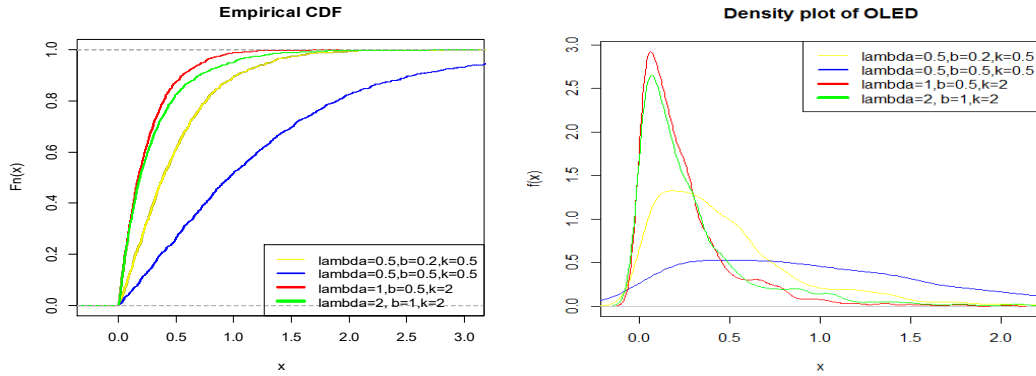 Empirical CDF
Fn(x)
1.0
0.8
0.6
0.4
0.2
0.0
lambda=0.5,b=0.2,k=0.5
lambda=0.5,b=0.5,k=0.5
lambda=1,b=0.5,k=2
lambda=2, b=1,k=2
0.0 0.5 1.0 1.5 2.0 2.5 3.0
x
Density plot of OLED
f(x)
3.0
2.5
2.0
1.5
1.0
0.5
0.0
lambda=0.5,b=0.2,k=0.5
lambda=0.5,b=0.5,k=0.5
lambda=1,b=0.5,k=2
lambda=2, b=1,k=2
0.0 0.5 1.0 1.5 2.0
x